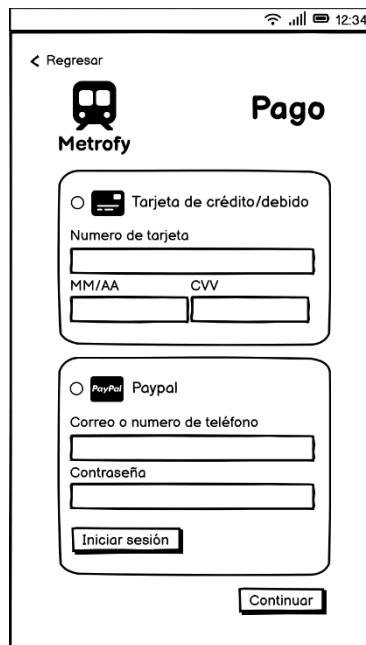 12:34
Regresar
Metrofy
Pago
Tarjeta de crédito/debido
Numero de tarjeta
MM/AA CVV
PayPal Paypal
Correo o numero de teléfono
Contraseña
Iniciar sesión
Continuar